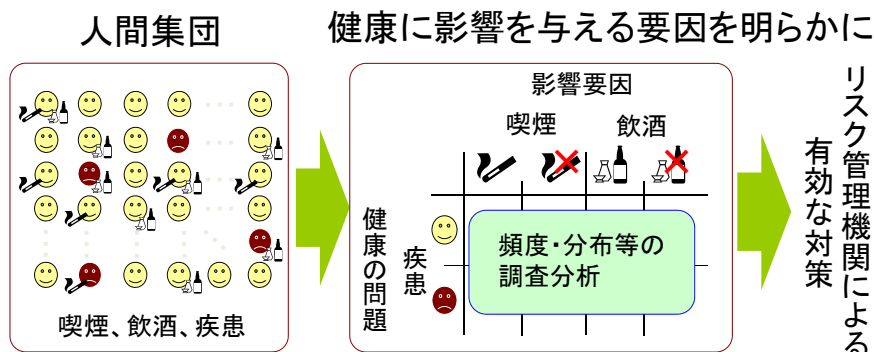 人間集団
健康に影響を与える要因を明らかに
喫煙、飲酒、疾患
影響要因
喫煙
飲酒
健康の問題
疾患
頻度・分布等の
調査分析
リスク管理機関による
有効な対策